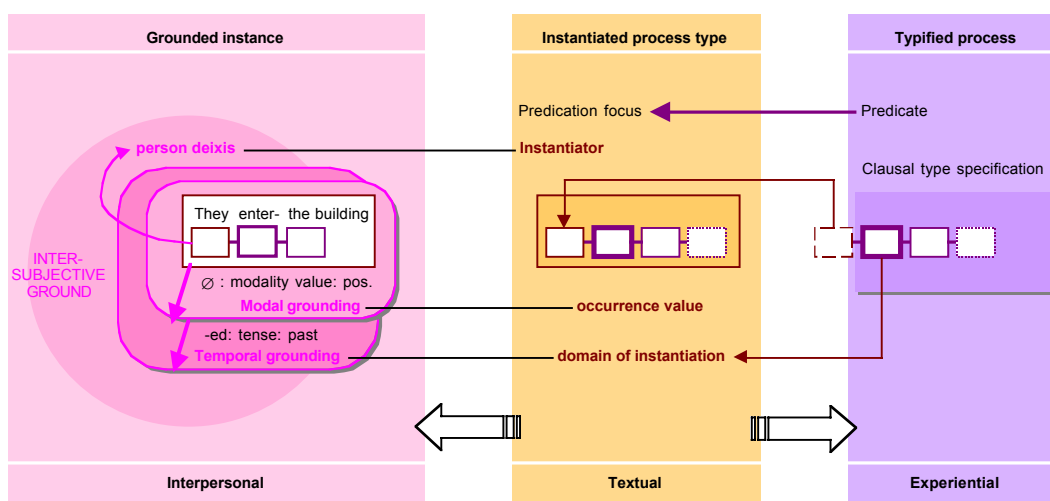 Grounded instance
Instantiated process type
Typified process
Predication focus
Predicate
person deixis
Instantiator
Clausal type specification
They enter- the building
INTER-
SUBJECTIVE
GROUND
∅ : modality value: pos.
Modal grounding
occurrence value
-ed: tense: past
Temporal grounding
domain of instantiation
Interpersonal
Textual
Experiential